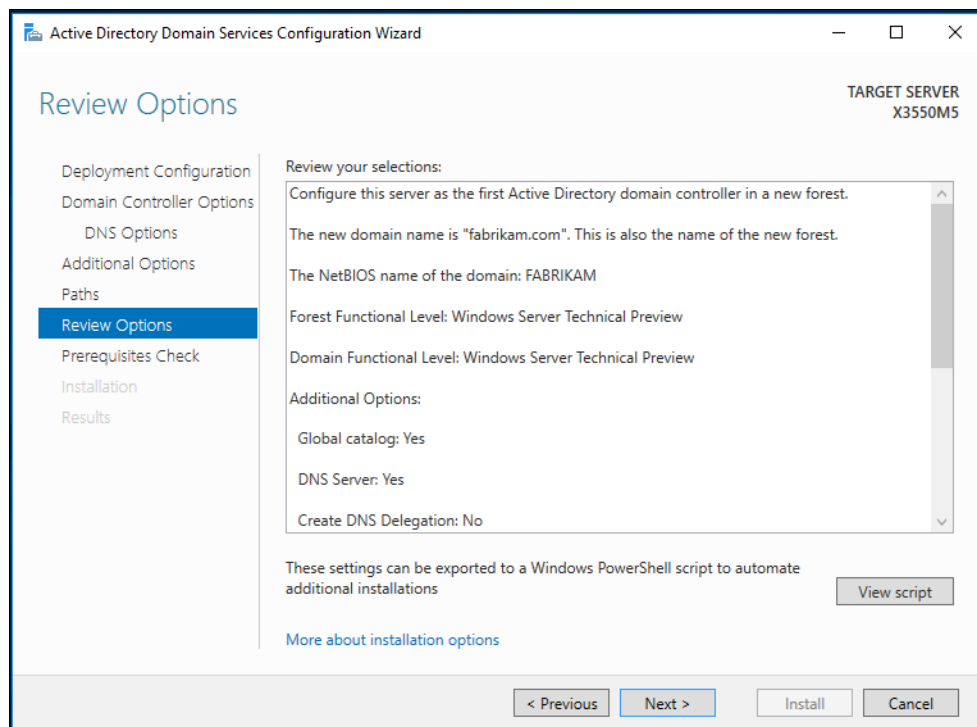 Active Directory Domain Services Configuration Wizard
Review Options
TARGET SERVER
X3550M5
Deployment Configuration
Domain Controller Options
DNS Options
Additional Options
Paths
Review Options
Prerequisites Check
Installation
Results
Review your selections:
Configure this server as the first Active Directory domain controller in a new forest.
The new domain name is "fabrikam.com". This is also the name of the new forest.
The NetBIOS name of the domain: FABRIKAM
Forest Functional Level: Windows Server Technical Preview
Domain Functional Level: Windows Server Technical Preview
Additional Options:
Global catalog: Yes
DNS Server: Yes
Create DNS Delegation: No
These settings can be exported to a Windows PowerShell script to automate
additional installations
View script
More about installation options
< Previous
Next >
Install
Cancel